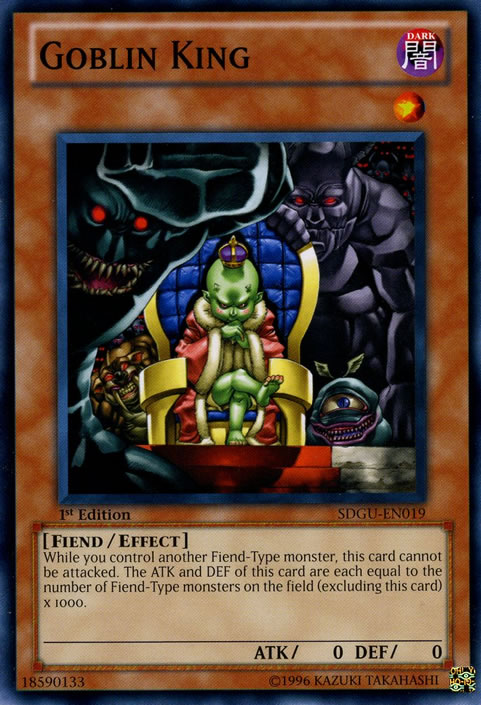 GOBLIN KING
DARK
闇
1st Edition
SDGU-EN019
[FIEND / EFFECT]
While you control another Fiend-Type monster, this card cannot
be attacked. The ATK and DEF of this card are each equal to the
number of Fiend-Type monsters on the field (excluding this card)
x 1000.
ATK/ 0 DEF/ 0
18590133
©1996 KAZUKI TAKAHASHI